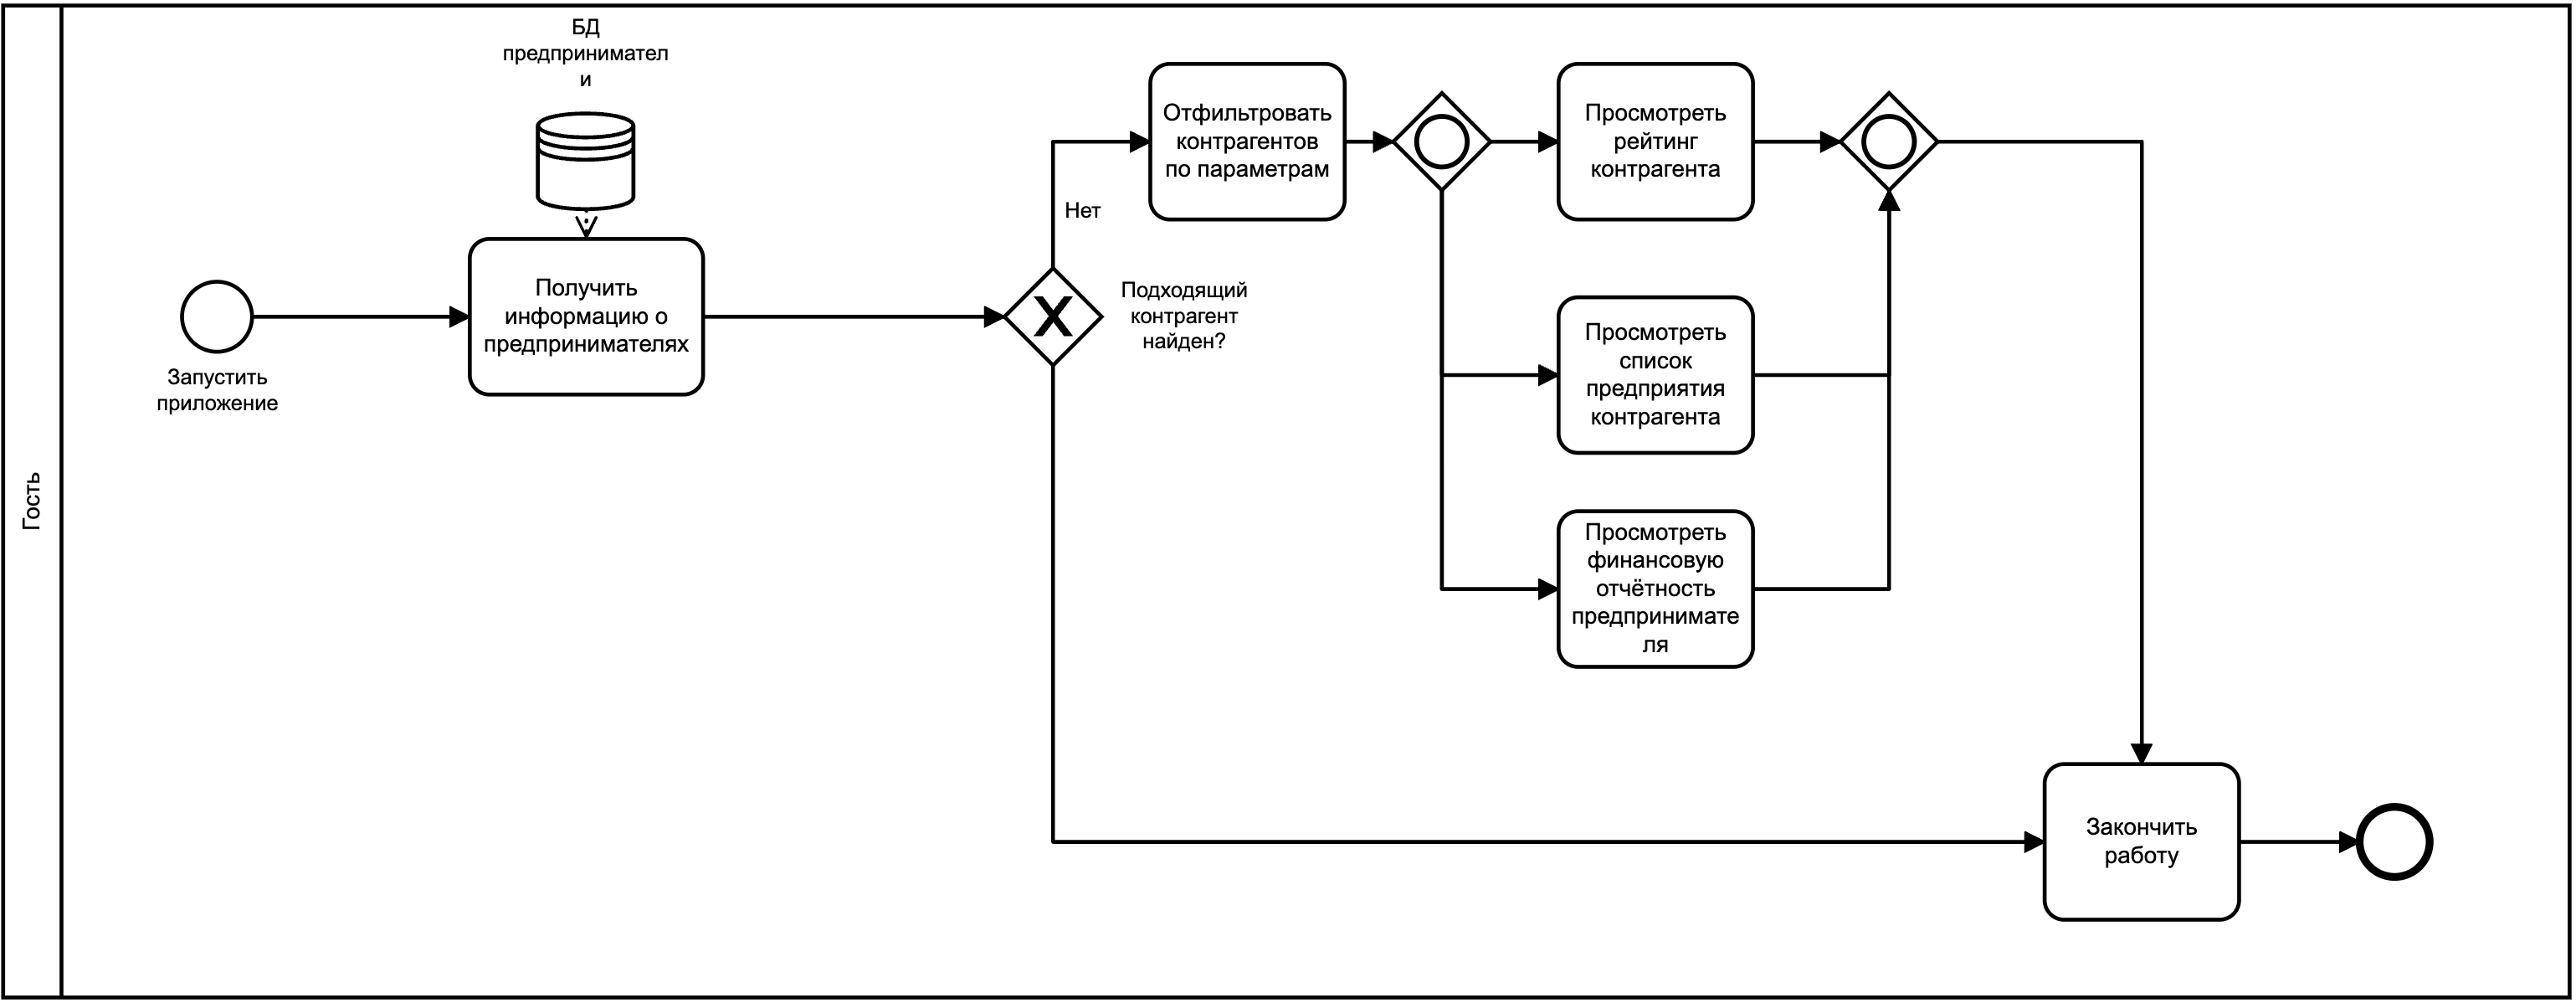 Гость
БД
предпринимател
и
Запустить
приложение
Получить
информацию о
предпринимателях
Нет
X
Подходящий
контрагент
найден?
Отфильтровать
контрагентов
по параметрам
Просмотреть
рейтинг
контрагента
Просмотреть
список
предприятия
контрагента
Просмотреть
финансовую
отчётность
предпринимате
ля
Закончить
работу